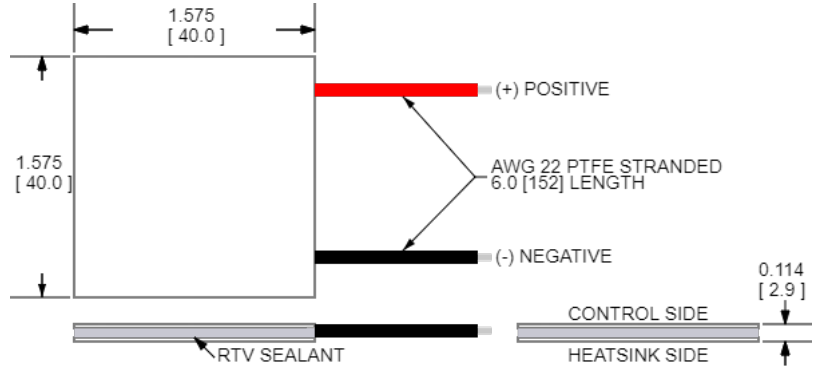 1.575
[ 40.0 ]
(+) POSITIVE
1.575
[ 40.0 ]
AWG 22 PTFE STRANDED
6.0 [152] LENGTH
(-) NEGATIVE
0.114
[ 2.9 ]
CONTROL SIDE
RTV SEALANT
HEATSINK SIDE